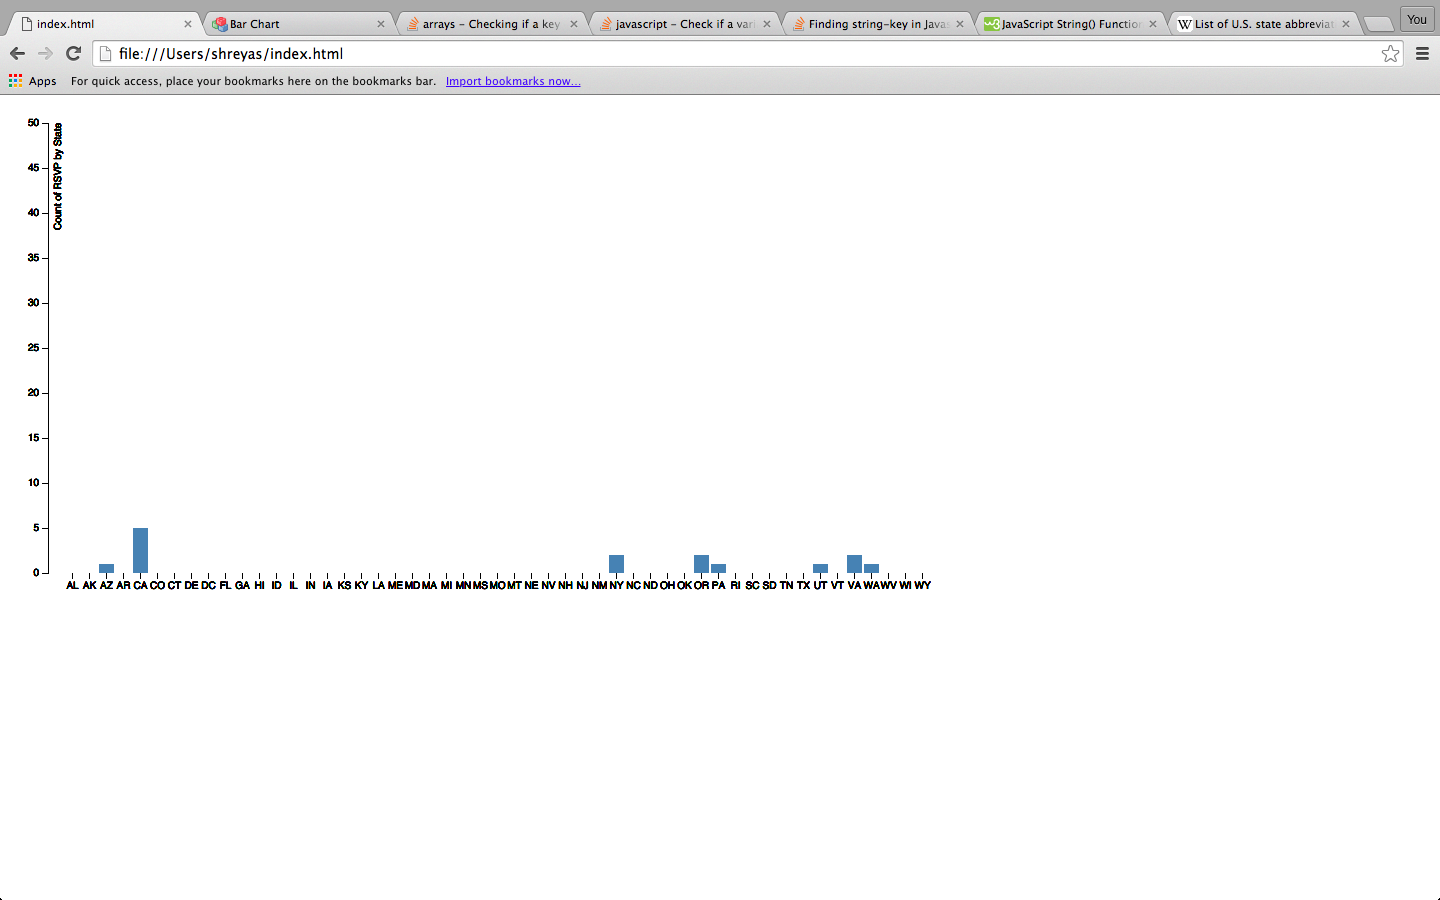 index.html
Bar Chart
arrays - Checking if a key
javascript - Check if a vari
Finding string-key in Javas
JavaScript String() Function
List of U.S. state abbreviat
You
file:///Users/shreyas/index.html
Apps
For quick access, place your bookmarks here on the bookmarks bar. Import bookmarks now...
Count of RSVP by State
50
45
40
35
30
25
20
15
10
5
0
AL AK AZ AR CA CO CT DE DC FL GA HI ID IL IN IA KS KY LA ME MD MA MI MN MS MO MT NE NV NH NJ NM NY NC ND OH OK OR PA RI SC SD TN TX UT VT VA WA WV WI WY